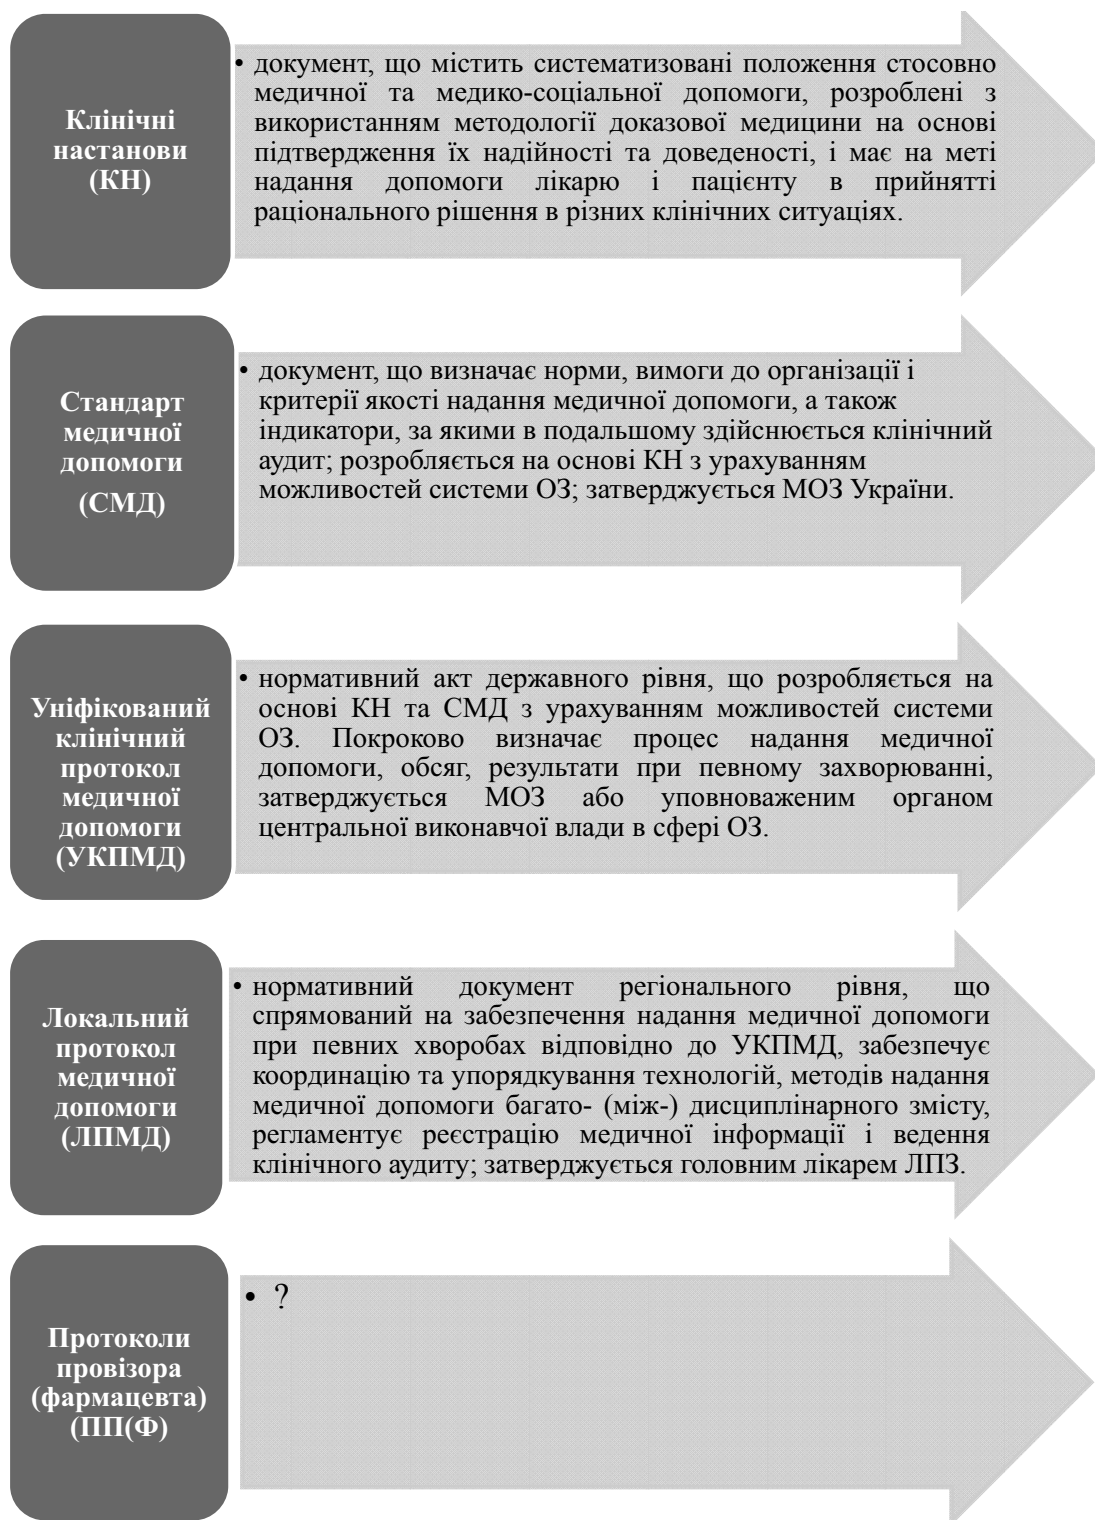 Клінічні
настанови
(КН)
• документ, що містить систематизовані положення стосовно
медичної та медико-соціальної допомоги, розроблені з
використанням методології доказової медицини на основі
підтвердження їх надійності та доведеності, і має на меті
надання допомоги лікарю і пацієнту в прийнятті
раціонального рішення в різних клінічних ситуаціях.
Стандарт
медичної
допомоги
(СМД)
• документ, що визначає норми, вимоги до організації і
критерії якості надання медичної допомоги, а також
індикатори, за якими в подальшому здійснюється клінічний
аудит; розробляється на основі КН з урахуванням
можливостей системи ОЗ; затверджується МОЗ України.
Уніфікований
клінічний
протокол
медичної
допомоги
(УКПМД)
• нормативний акт державного рівня, що розробляється на
основі КН та СМД з урахуванням можливостей системи
ОЗ. Покроково визначає процес надання медичної
допомоги, обсяг, результати при певному захворюванні,
затверджується МОЗ або уповноваженим органом
центральної виконавчої влади в сфері ОЗ.
Локальний
протокол
медичної
допомоги
(ЛПМД)
• нормативний документ регіонального рівня, що
спрямований на забезпечення надання медичної допомоги
при певних хворобах відповідно до УКПМД, забезпечує
координацію та упорядкування технологій, методів надання
медичної допомоги багато- (між-) дисциплінарного змісту,
регламентує реєстрацію медичної інформації і ведення
клінічного аудиту; затверджується головним лікарем ЛПЗ.
Протоколи
провізора
(фармацевта)
(ПП(Ф)
• ?